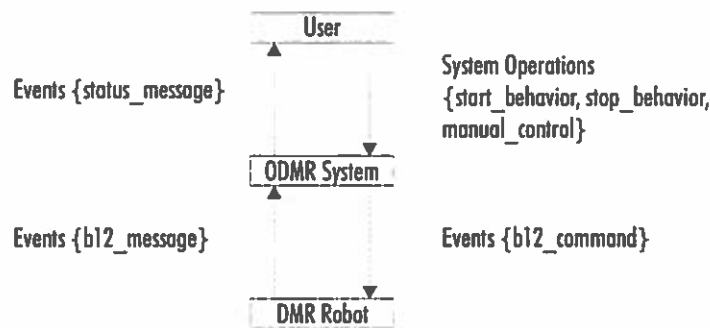 User
Events {status_message}
System Operations
{start_behavior, stop_behavior,
manual_control}
ODMR System
Events {b12_message}
Events {b12_command}
DMR Robot